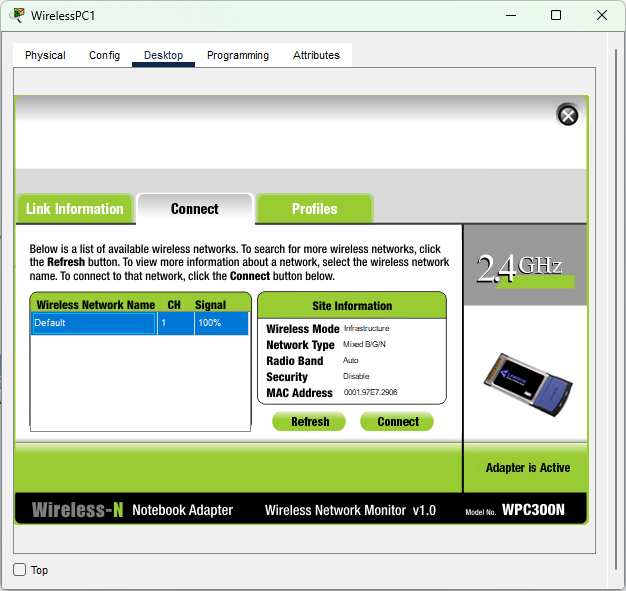 WirelessPC1
Physical Config Desktop Programming Attributes
Link Information Connect Profiles
Below is a list of available wireless networks. To search for more wireless networks, click
the Refresh button. To view more information about a network, select the wireless network
name. To connect to that network, click the Connect button below.
2.4GHz
Wireless Network Name CH Signal
Default 1 100%
Site Information
Wireless Mode Infrastructure
Network Type Mixed B/G/N
Radio Band Auto
Security Disable
MAC Address 0001.97E7.2906
Refresh Connect
Adapter is Active
Wireless-N Notebook Adapter Wireless Network Monitor v1.0 Model No. WPC300N
Top